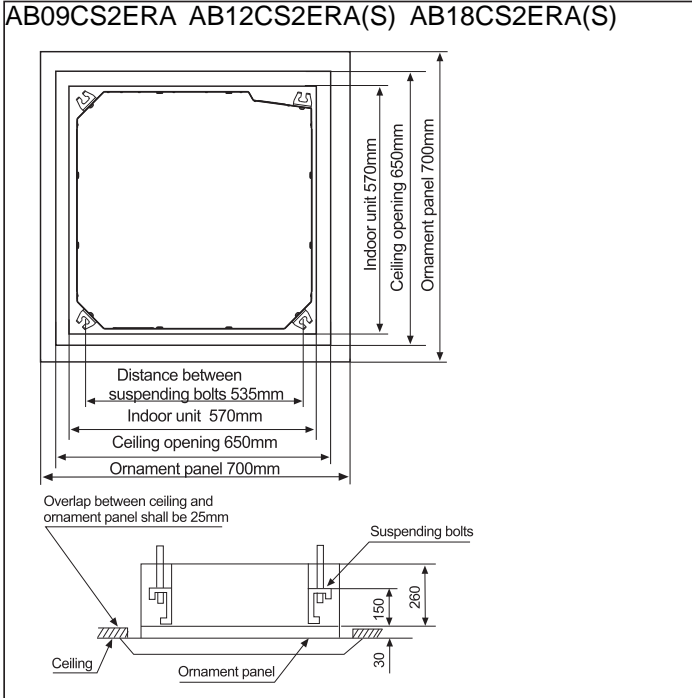 AB09CS2ERA AB12CS2ERA(S) AB18CS2ERA(S)
Indoor unit 570mm
Ceiling opening 650mm
Ornament panel 700mm
Distance between
suspending bolts 535mm
Indoor unit 570mm
Ceiling opening 650mm
Ornament panel 700mm
Overlap between ceiling and
ornament panel shall be 25mm
Suspending bolts
150
260
30
Ceiling
Ornament panel